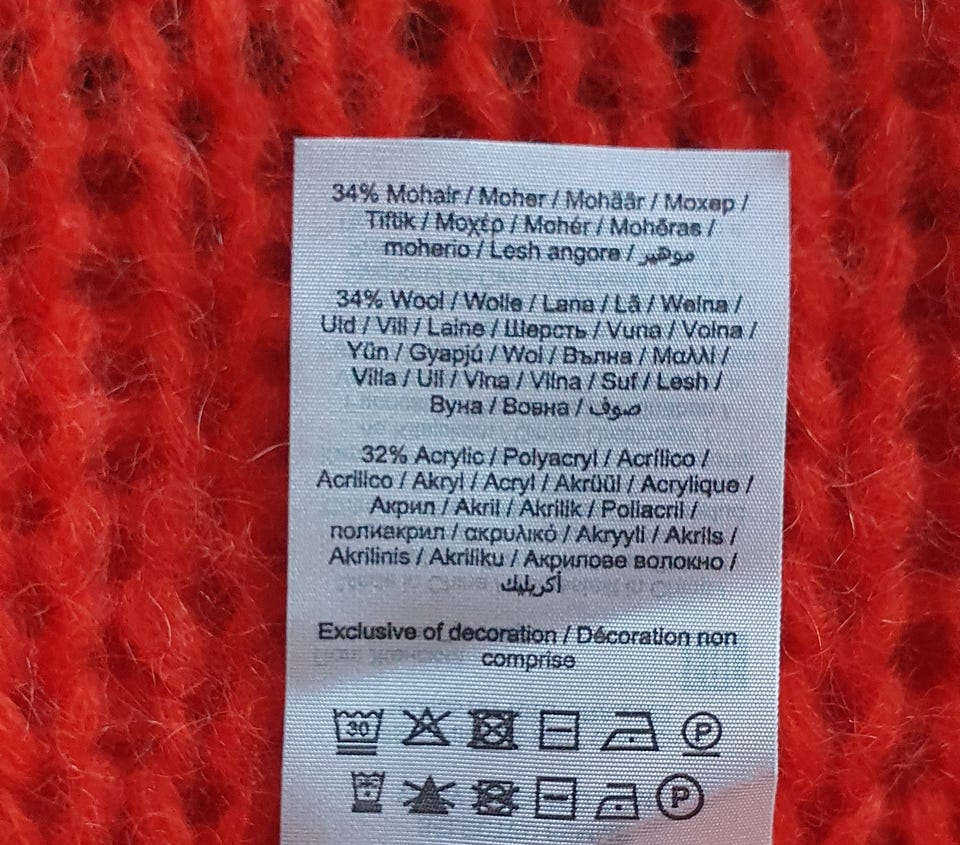 34% Mohair / Moher / Mohäär / Мохер /
Tiftik / Μοχέρ / Mohér / Mohēras /
moherio / Lesh angore / موهير
34% Wool / Wolle / Lana / Lã / Wełna /
Uld / Vill / Laine / Шерсть / Vuna / Volna /
Yün / Gyapjú / Wol / Вълна / Μαλλί /
Villa / Ull / Vlna / Vilna / Suf / Lesh /
Вуна / Вовна / صوف
32% Acrylic / Polyacryl / Acrílico /
Acrilico / Akryl / Acryl / Akrüül / Acrylique /
Акрил / Akril / Akrilik / Poliacril /
полиакрил / ακρυλικό / Akryyli / Akrils /
Akrilinis / Akriliku / Акрилове волокно /
أكريليك
Exclusive of decoration / Décoration non
comprise
30 P
P